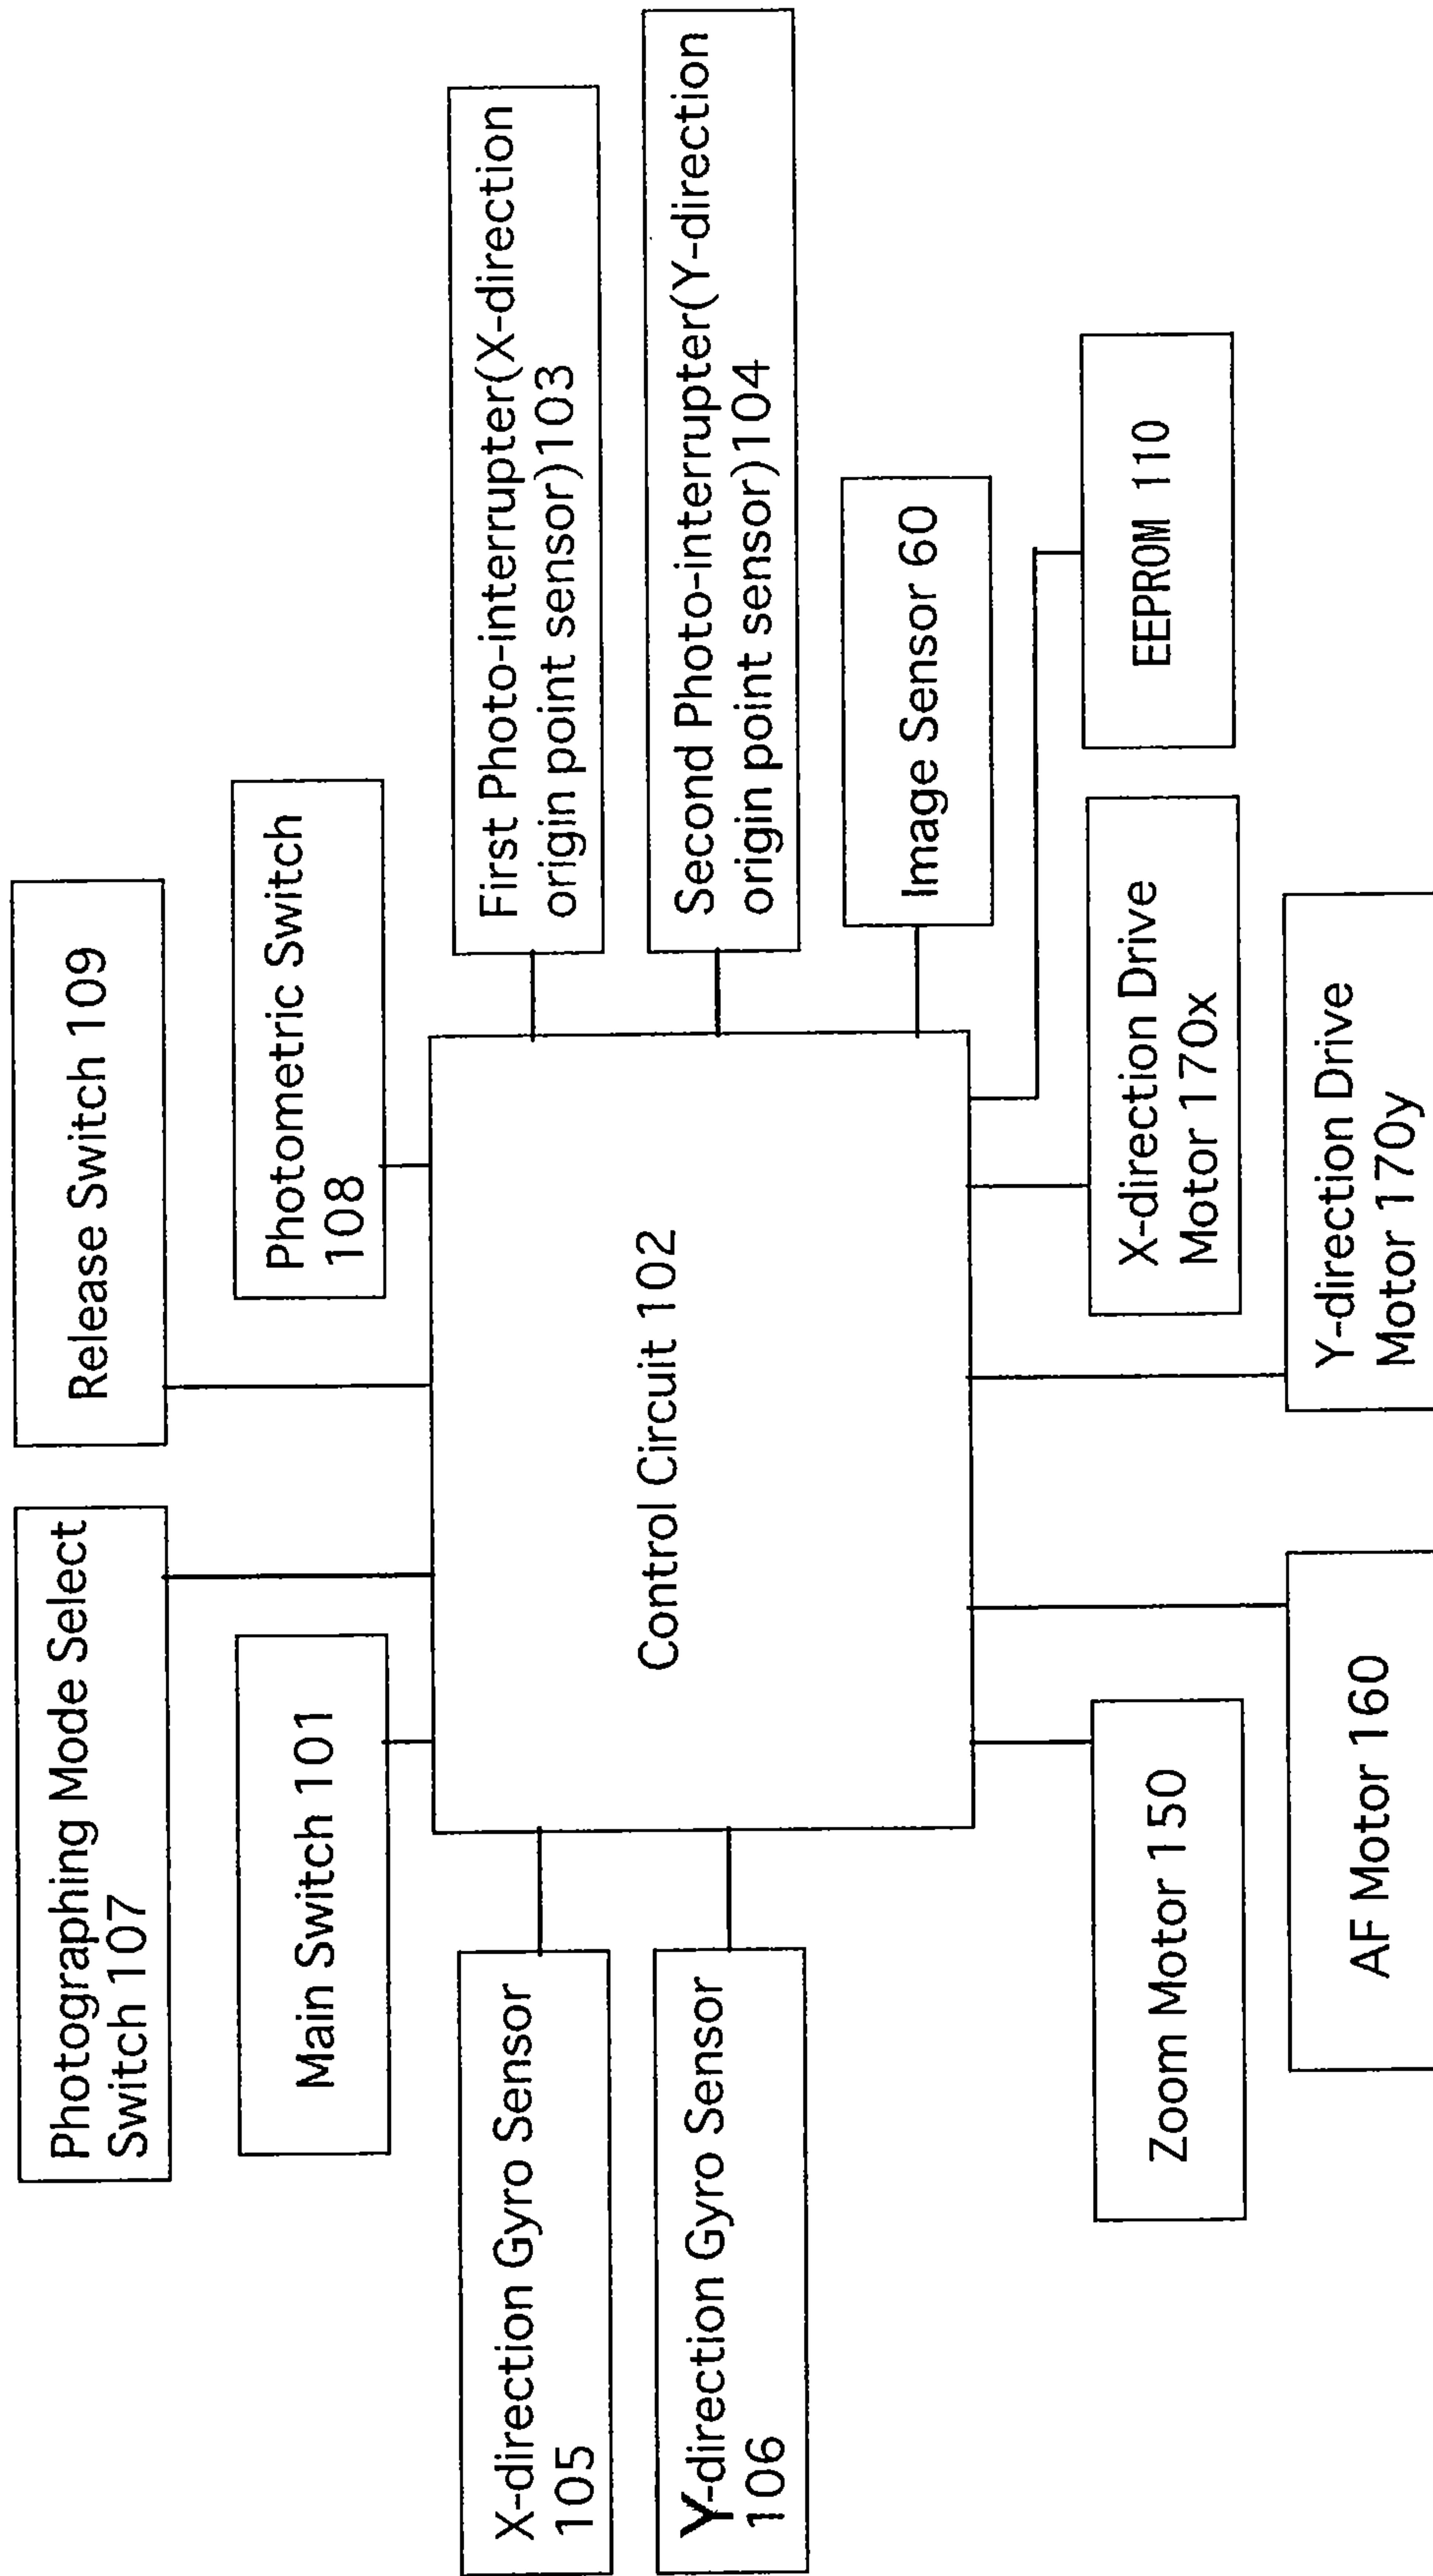 Photographing Mode Select
Switch 107
Release Switch 109
Main Switch 101
Photometric Switch
108
X-direction Gyro Sensor
105
Y-direction Gyro Sensor
106
Control Circuit 102
First Photo-interrupter(X-direction
origin point sensor)103
Second Photo-interrupter(Y-direction
origin point sensor)104
Image Sensor 60
Zoom Motor 150
AF Motor 160
X-direction Drive
Motor 170x
Y-direction Drive
Motor 170y
EEPROM 110